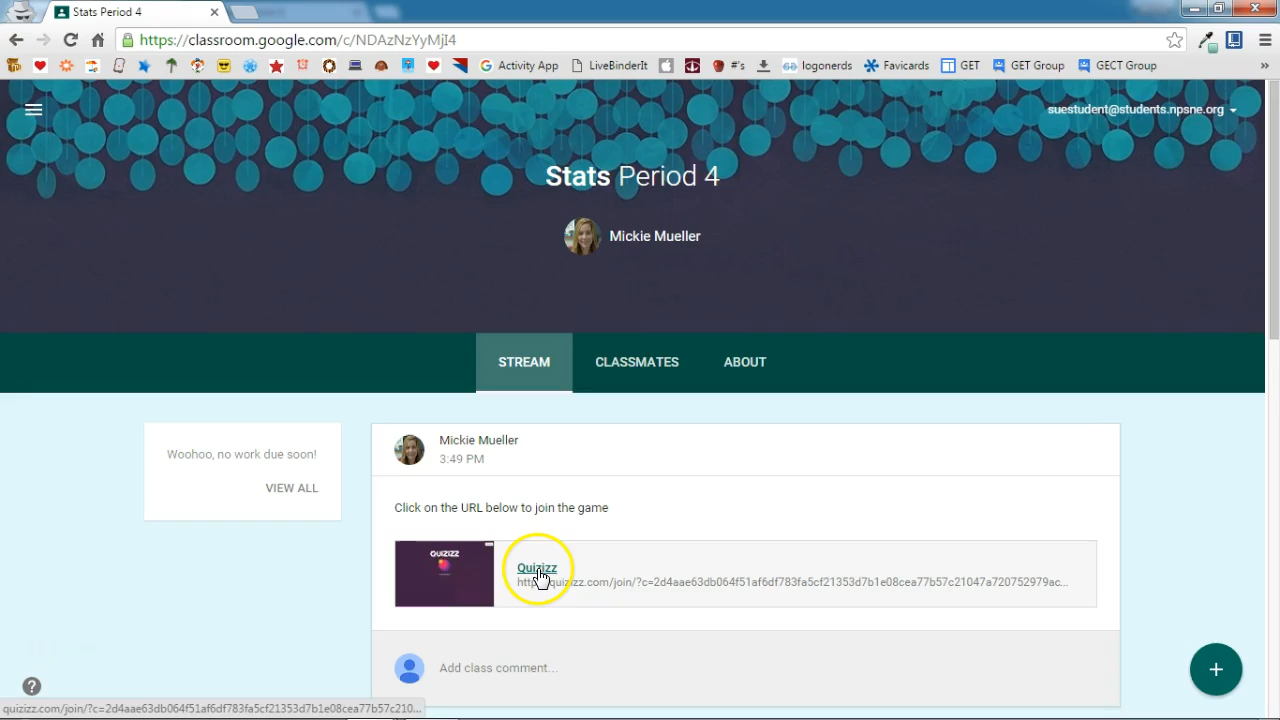 Stats Period 4
https://classroom.google.com/c/NDAzNzYyMjI4
Activity App
LiveBinderIt
#'s
logonerds
Favicards
GET
GET Group
GECT Group
»
suestudent@students.npsne.org
Stats Period 4
Mickie Mueller
STREAM
CLASSMATES
ABOUT
Woohoo, no work due soon!
VIEW ALL
Mickie Mueller
3:49 PM
Click on the URL below to join the game
QUIZIZZ
Quizizz
quizizz.com/join/?c=2d4aae63db064f51af6df783fa5cf21353d7b1e08cea77b57c21047a720752979ac...
Add class comment...
+
?
quizizz.com/join/?c=2d4aae63db064f51af6df783fa5cf21353d7b1e08cea77b57c210...